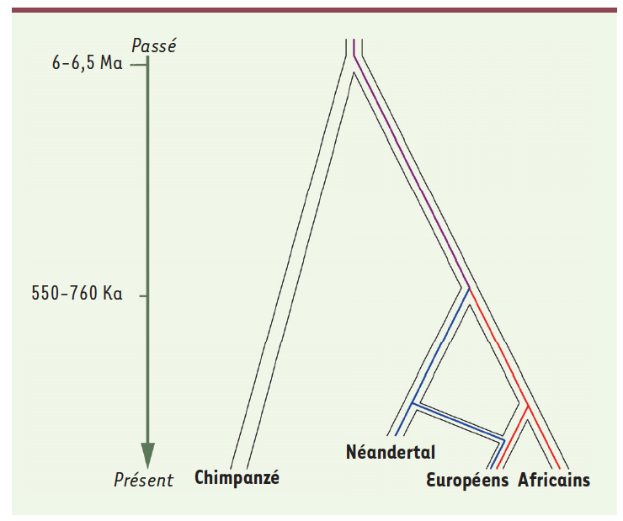 Passé
6–6,5 Ma
550–760 Ka
Néandertal
Présent Chimpanzé Européens Africains